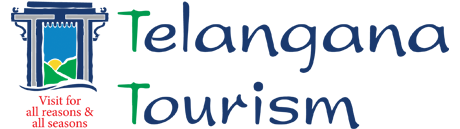 Telangana
Tourism
Visit for
all reasons &
all seasons